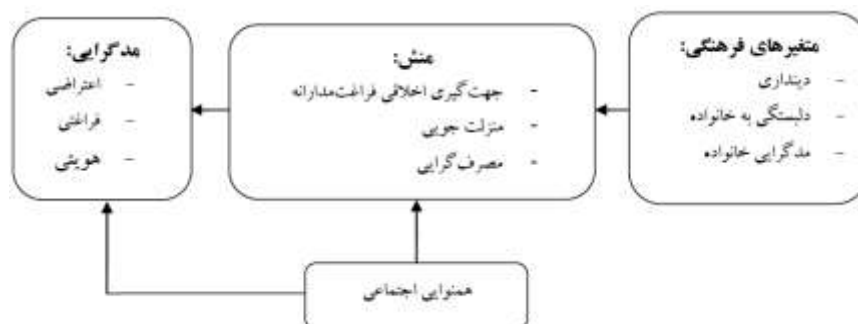 متغیرهای فرهنگی:
- دینداری
- دلبستگی به خانواده
- مدگرایی خانواده
منش:
- جهت‌گیری اخلاقی فراغت‌مدارانه
- منزلت جویی
- مصرف‌گرایی
مدگرایی:
- اعتراضی
- فراغتی
- هویتی
همنوایی اجتماعی